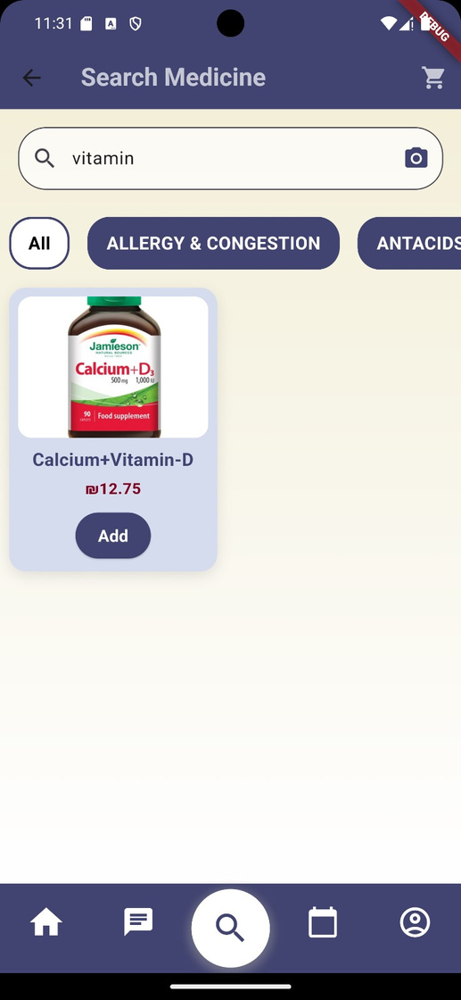 11:31
DEBUG
Search Medicine
vitamin
All
ALLERGY & CONGESTION
ANTACIDS
Jamieson
NATURAL SOURCES
Calcium+D3
500 mg 1,000 IU
90
CAPLETS
Food supplement
Calcium+Vitamin-D
₪12.75
Add